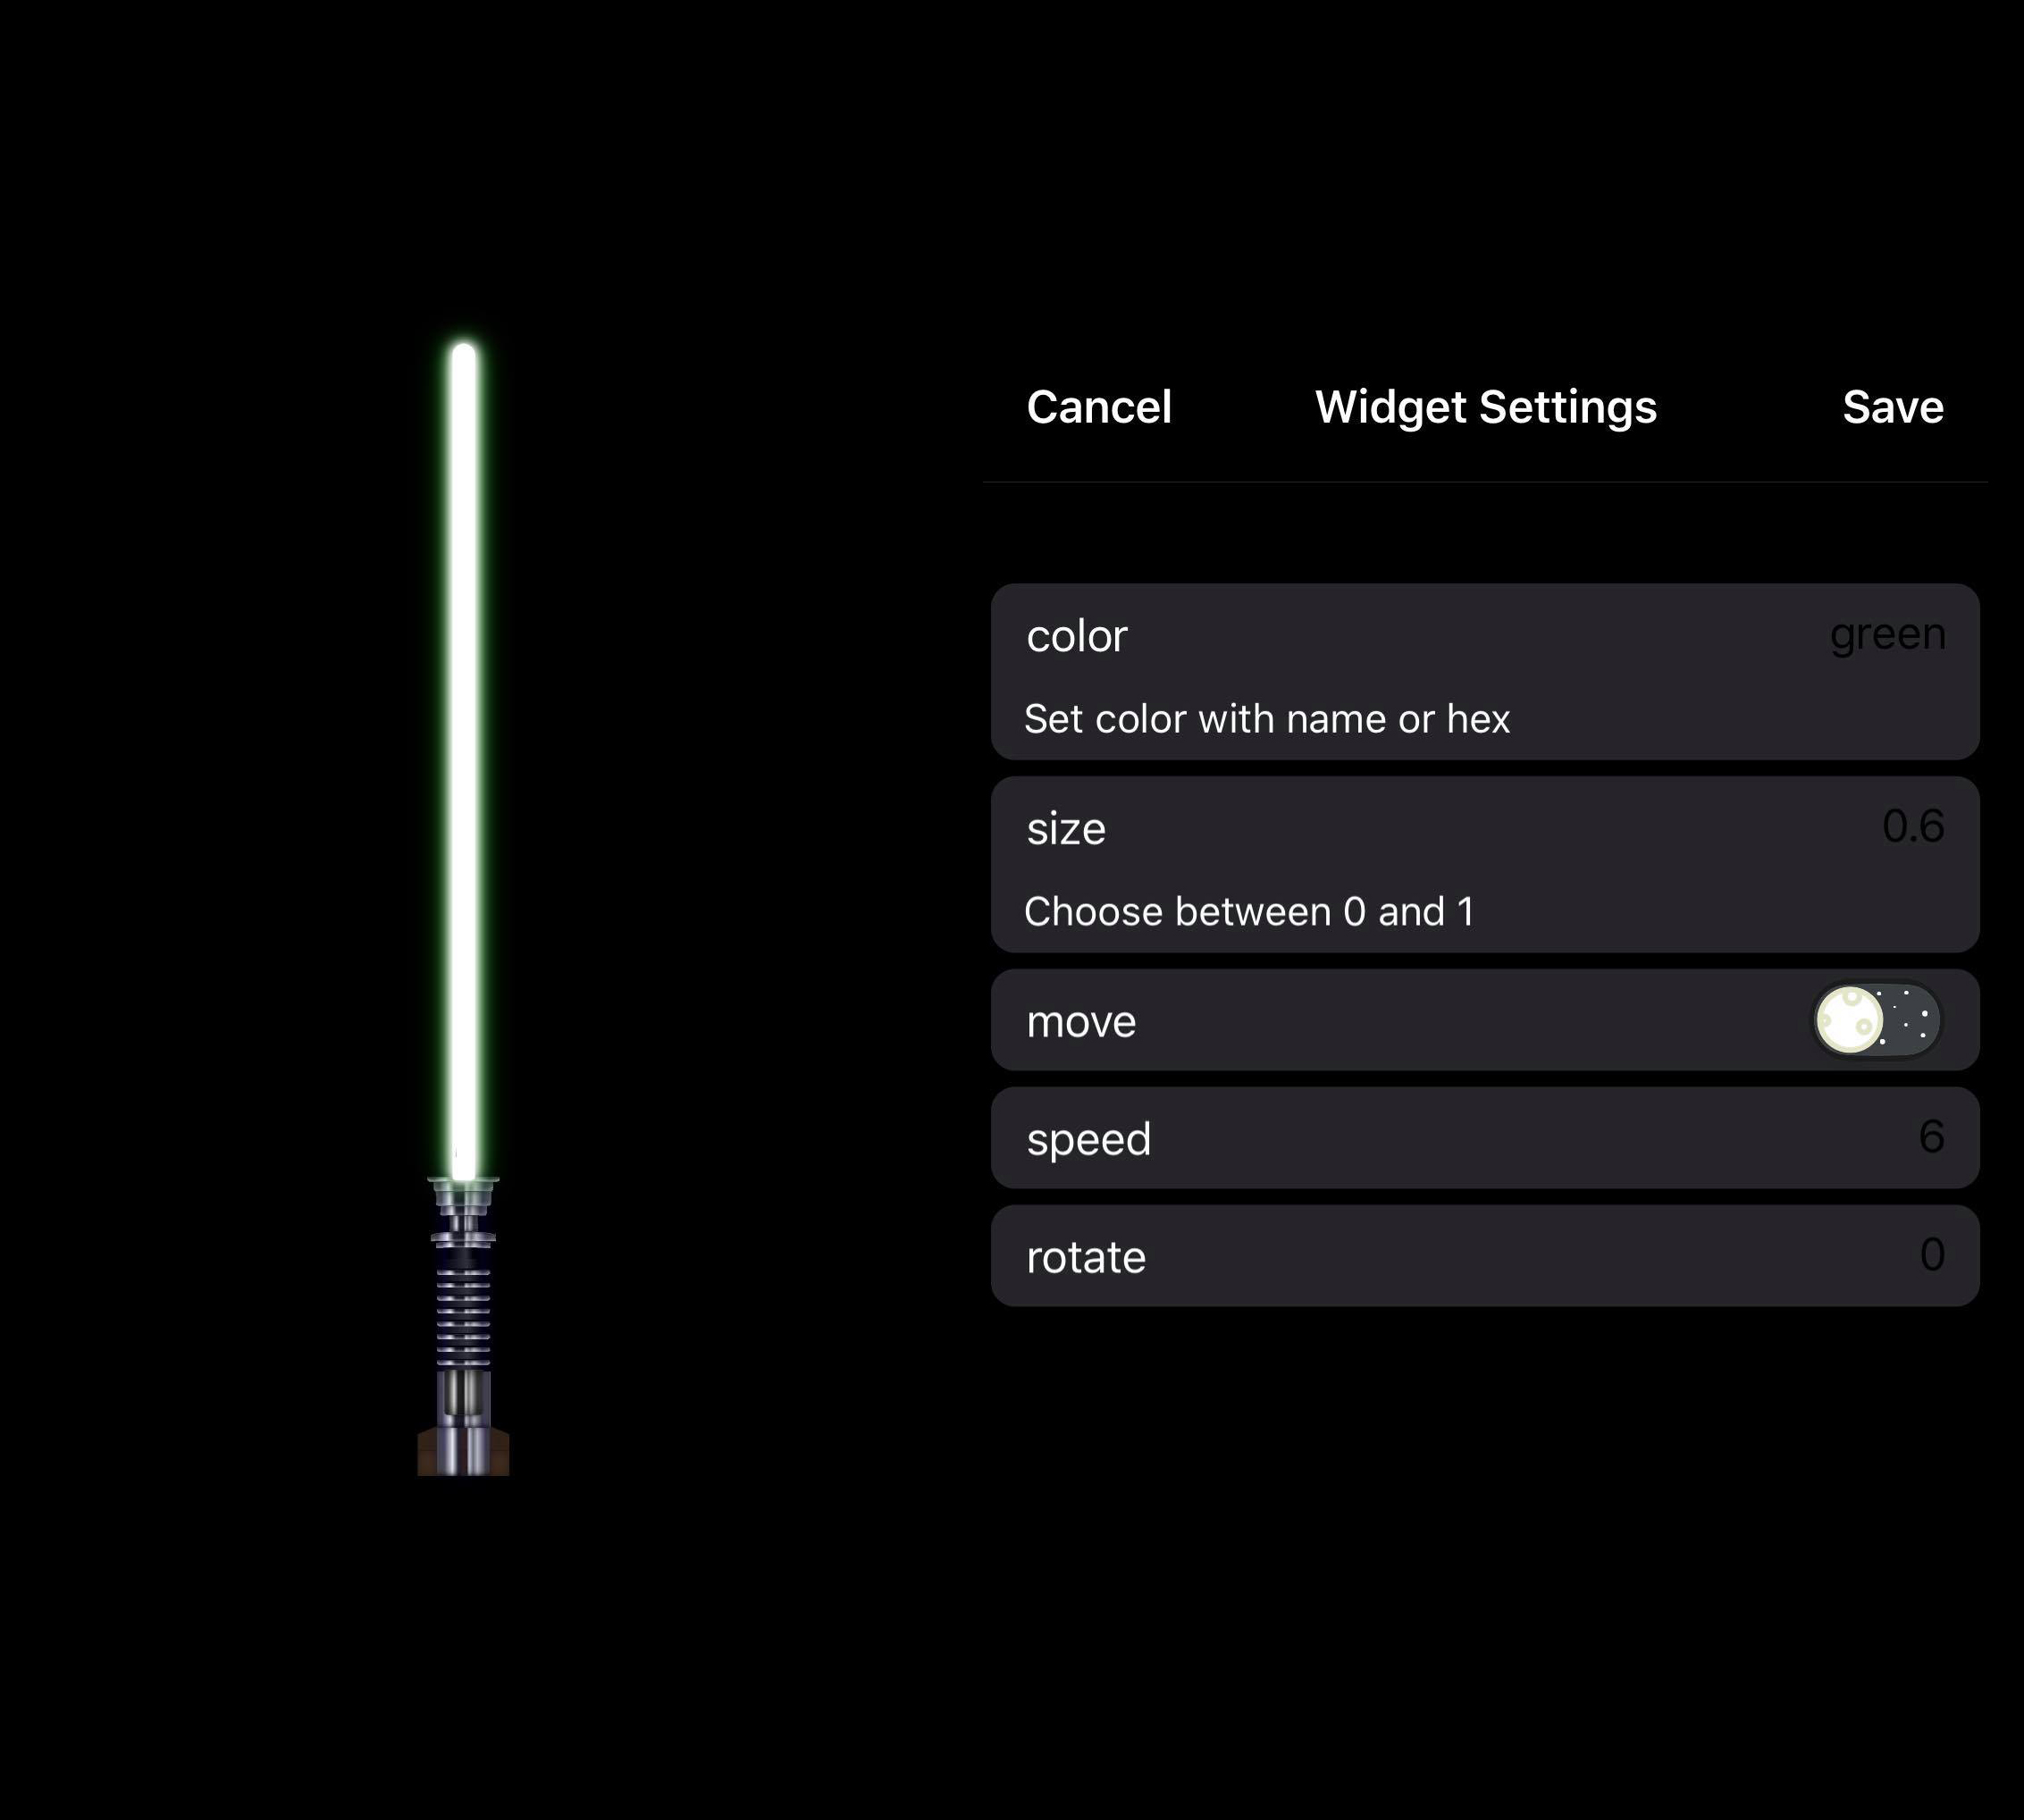 Cancel Widget Settings Save
color green
Set color with name or hex
size 0.6
Choose between 0 and 1
move
speed 6
rotate 0